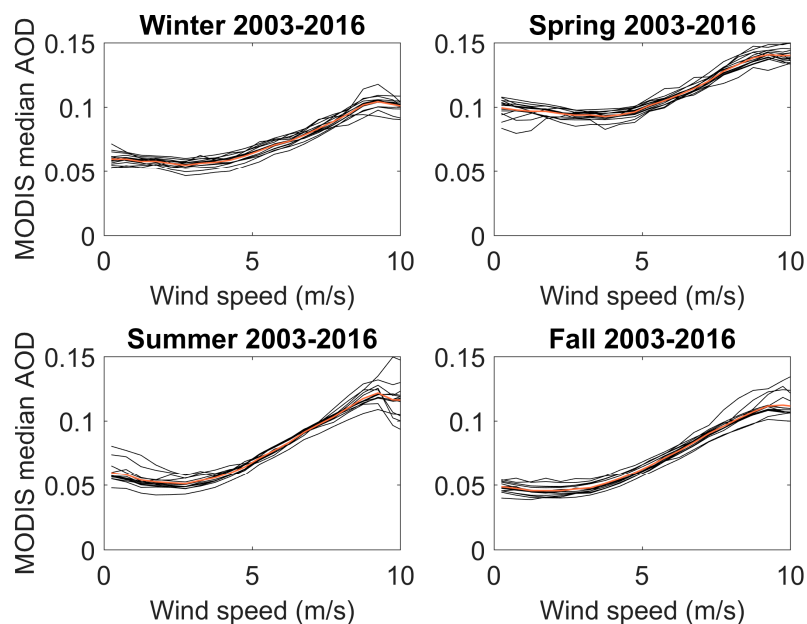 Winter 2003-2016
MODIS median AOD
0.15
0.1
0.05
0
0 5 10
Wind speed (m/s)
Spring 2003-2016
0.15
0.1
0.05
0
0 5 10
Wind speed (m/s)
Summer 2003-2016
MODIS median AOD
0.15
0.1
0.05
0
0 5 10
Wind speed (m/s)
Fall 2003-2016
0.15
0.1
0.05
0
0 5 10
Wind speed (m/s)